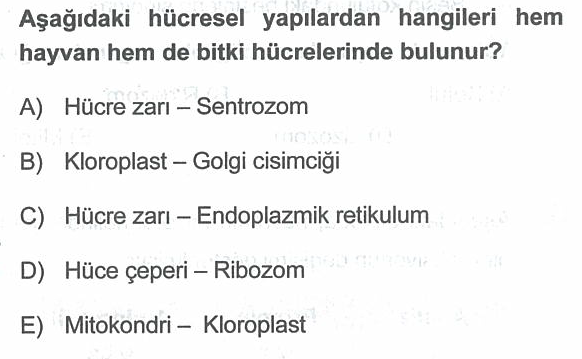 Aşağıdaki hücresel yapılardan hangileri hem
hayvan hem de bitki hücrelerinde bulunur?
A) Hücre zarı – Sentrozom
B) Kloroplast – Golgi cisimciği
C) Hücre zarı – Endoplazmik retikulum
D) Hüce çeperi – Ribozom
E) Mitokondri – Kloroplast